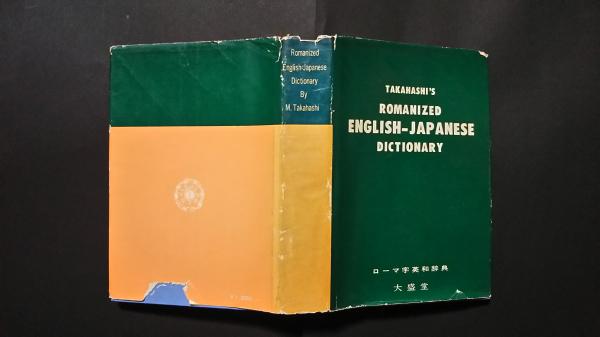 Romanized
English-Japanese
Dictionary
By
M. Takahashi
TAKAHASHI'S
ROMANIZED
ENGLISH-JAPANESE
DICTIONARY
ローマ字英和辞典
大盛堂